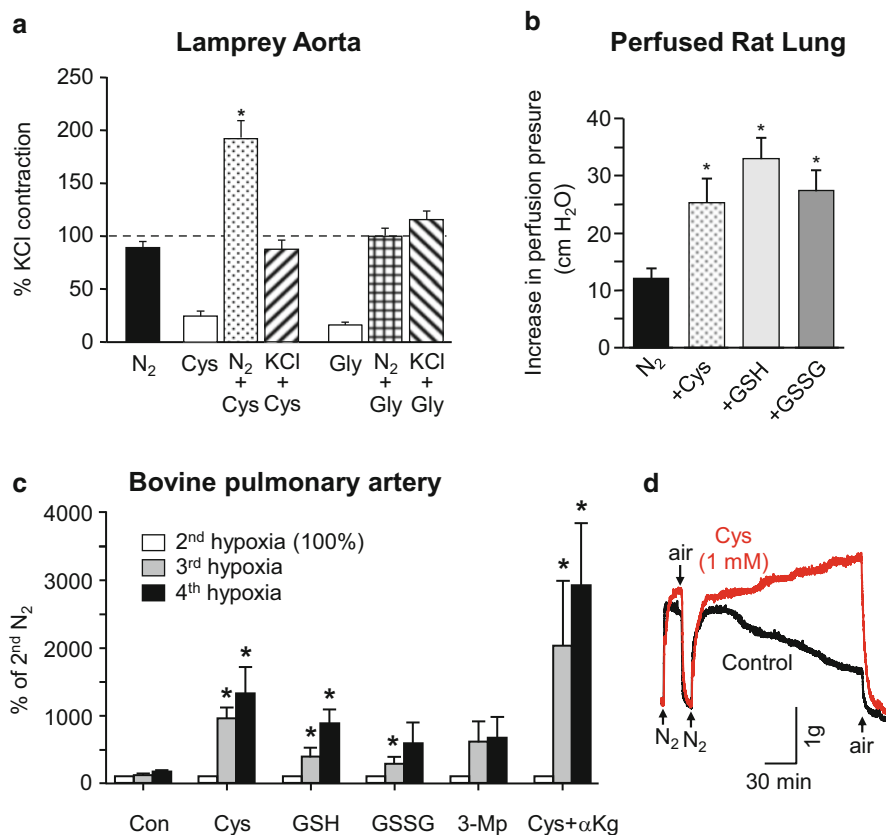 a
Lamprey Aorta
% KCl contraction
250
200
150
100
50
0
*
N2
Cys
N2 + Cys
KCl + Cys
Gly
N2 + Gly
KCl + Gly
b
Perfused Rat Lung
Increase in perfusion presure
(cm H2O)
40
30
20
10
0
*
*
*
N2
+Cys
+GSH
+GSSG
c
Bovine pulmonary artery
% of 2nd N2
4000
3500
3000
2500
2000
1500
1000
500
0
2nd hypoxia (100%)
3rd hypoxia
4th hypoxia
*
*
*
*
*
*
*
Con
Cys
GSH
GSSG
3-Mp
Cys+αKg
d
air
Cys
(1 mM)
Control
N2
N2
1g
30 min
air